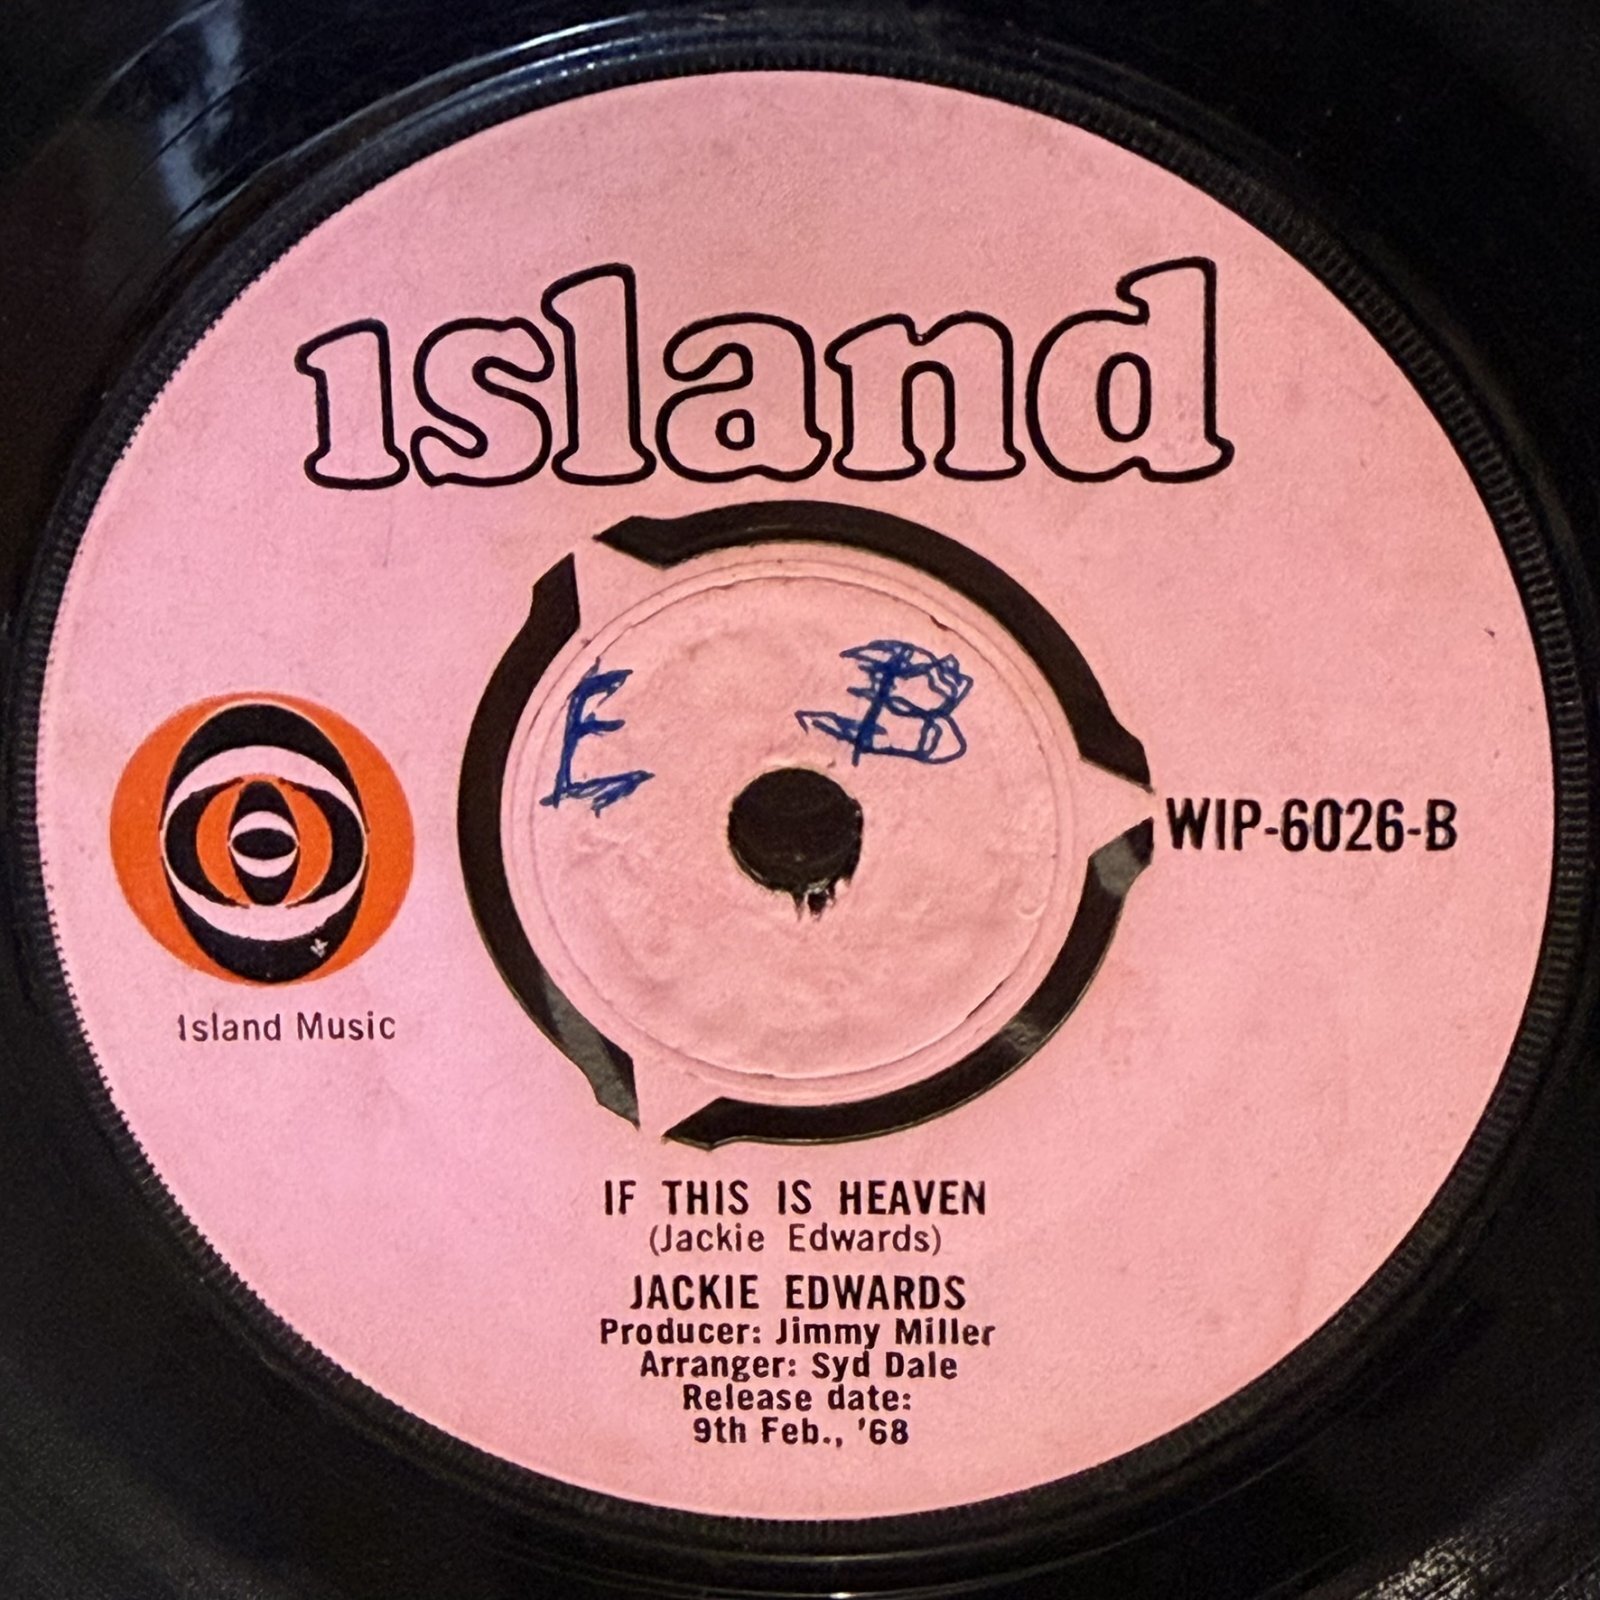 island
E B
WIP-6026-B
Island Music
IF THIS IS HEAVEN
(Jackie Edwards)
JACKIE EDWARDS
Producer: Jimmy Miller
Arranger: Syd Dale
Release date:
9th Feb., '68